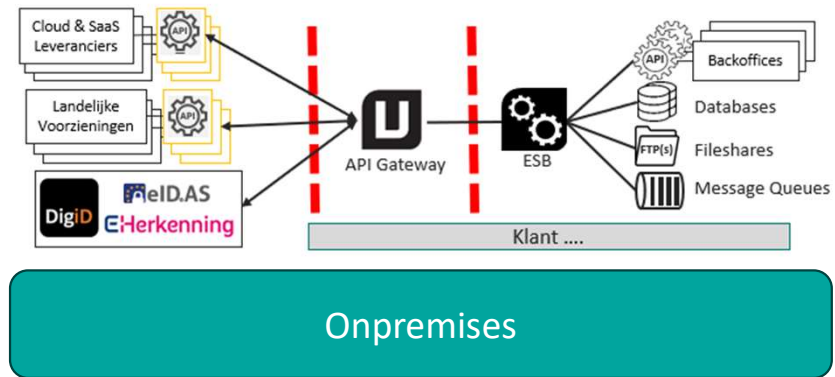 Cloud & SaaS
Leveranciers
API
Landelijke
Voorzieningen
API
DigiD
eID.AS
eHerkenning
U
API Gateway
ESB
API
Backoffices
Databases
FTP(s)
Fileshares
Message Queues
Klant ....
Onpremises